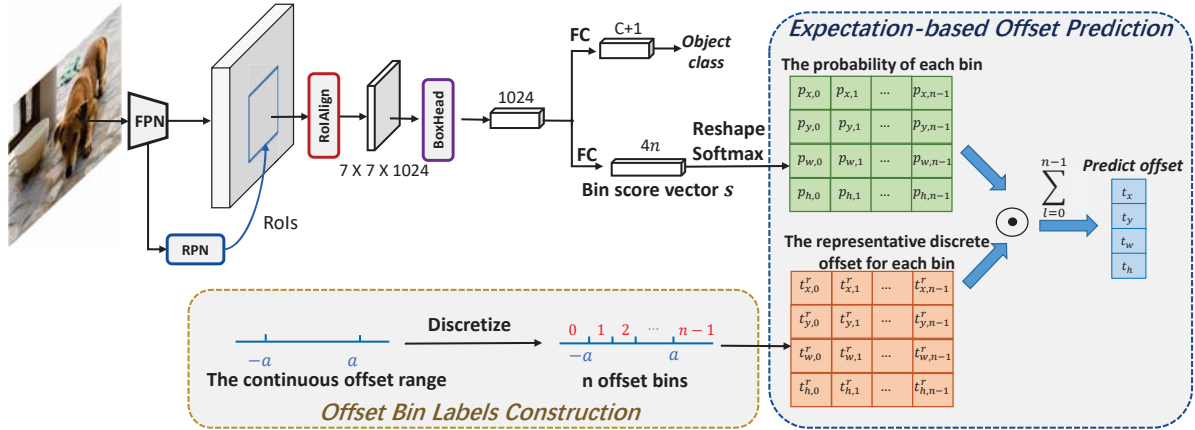 Expectation-based Offset Prediction
FPN
RoIAlign
BoxHead
7 X 7 X 1024
1024
FC
C+1
Object
class
FC
4n
Bin score vector s
Reshape
Softmax
RoIs
RPN
The probability of each bin
p_{x,0} p_{x,1} ... p_{x,n-1}
p_{y,0} p_{y,1} ... p_{y,n-1}
p_{w,0} p_{w,1} ... p_{w,n-1}
p_{h,0} p_{h,1} ... p_{h,n-1}
n-1
∑
l=0
Predict offset
t_x
t_y
t_w
t_h
The representative discrete
offset for each bin
t^r_{x,0} t^r_{x,1} ... t^r_{x,n-1}
t^r_{y,0} t^r_{y,1} ... t^r_{y,n-1}
t^r_{w,0} t^r_{w,1} ... t^r_{w,n-1}
t^r_{h,0} t^r_{h,1} ... t^r_{h,n-1}
-a a
The continuous offset range
Discretize
0 1 2 ... n-1
-a a
n offset bins
Offset Bin Labels Construction